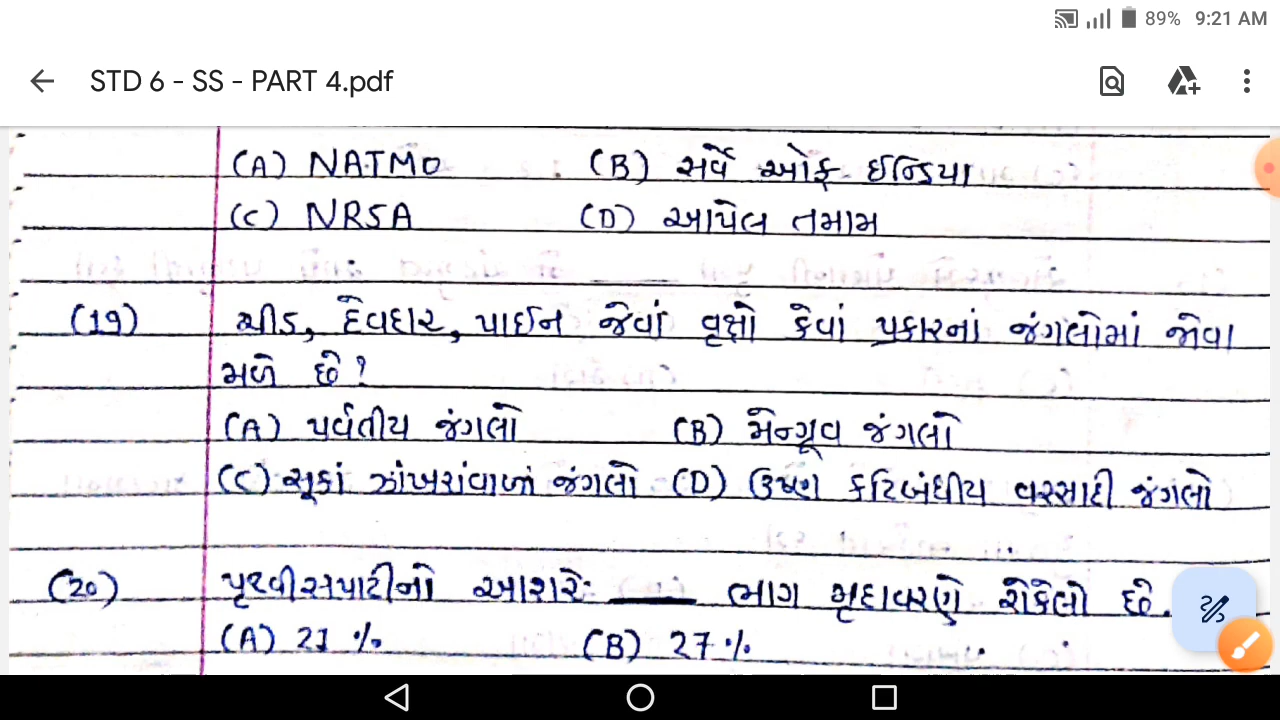 89% 9:21 AM
STD 6 - SS - PART 4.pdf
(A) NATMO (B) સર્વે ઓફ ઈન્ડિયા
(C) NRSA (D) આપેલ તમામ
(19) ચીડ, દેવદાર, પાઈન જેવાં વૃક્ષો કેવાં પ્રકારનાં જંગલોમાં જોવા
મળે છે?
(A) પર્વતીય જંગલો (B) મેન્ગ્રૂવ જંગલો
(C) સૂકાં ઝાંખરાંવાળાં જંગલો (D) ઉષ્ણ કટિબંધીય વરસાદી જંગલો
(20) પૃથ્વીસપાટીનો આશરે ____ ભાગ મૃદાવરણે રોકેલો છે.
(A) 21 % (B) 27 %